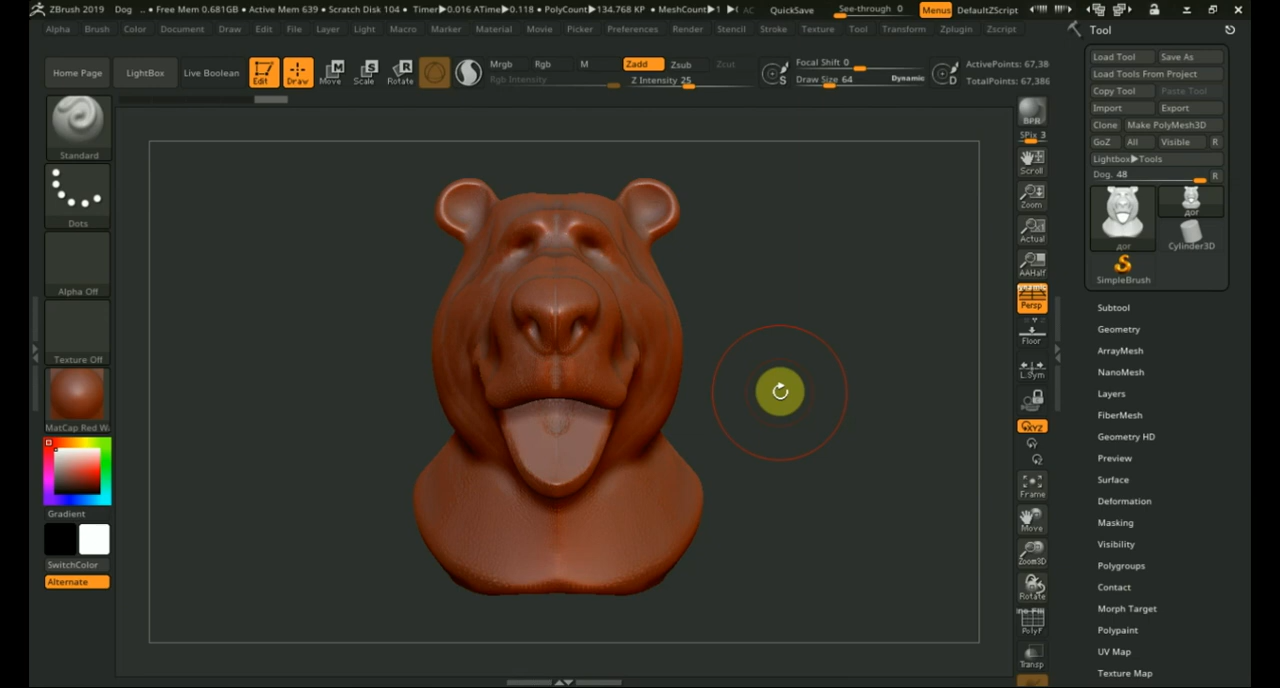 ZBrush 2019 Dog ... • Free Mem 0.681GB • Active Mem 639 • Scratch Disk 104 • Timer▶0.016 ATime▶0.118 • PolyCount▶134.768 KP • MeshCount▶1 AC QuickSave See-through 0 Menus DefaultZScript
Alpha Brush Color Document Draw Edit File Layer Light Macro Marker Material Movie Picker Preferences Render Stencil Stroke Texture Tool Transform Zplugin Zscript
Home Page LightBox Live Boolean Edit Draw Move Scale Rotate
Mrgb Rgb M Zadd Zsub Zcut
Rgb Intensity Z Intensity 25
Focal Shift 0
Draw Size 64 Dynamic
S
D
ActivePoints: 67,38
TotalPoints: 67,386
Standard
Dots
Alpha Off
Texture Off
MatCap Red W
Gradient
SwitchColor
Alternate
BPR
SPix 3
Scroll
Zoom
Actual
AAHalf
Dynamic
Persp
Floor
L.Sym
XYZ
Frame
Move
Zoom3D
Rotate
Line Fill
PolyF
Transp
Tool
Load Tool Save As
Load Tools From Project
Copy Tool Paste Tool
Import Export
Clone Make PolyMesh3D
GoZ All Visible R
Lightbox▶Tools
Dog. 48 R
дог
дог
Cylinder3D
SimpleBrush
Subtool
Geometry
ArrayMesh
NanoMesh
Layers
FiberMesh
Geometry HD
Preview
Surface
Deformation
Masking
Visibility
Polygroups
Contact
Morph Target
Polypaint
UV Map
Texture Map